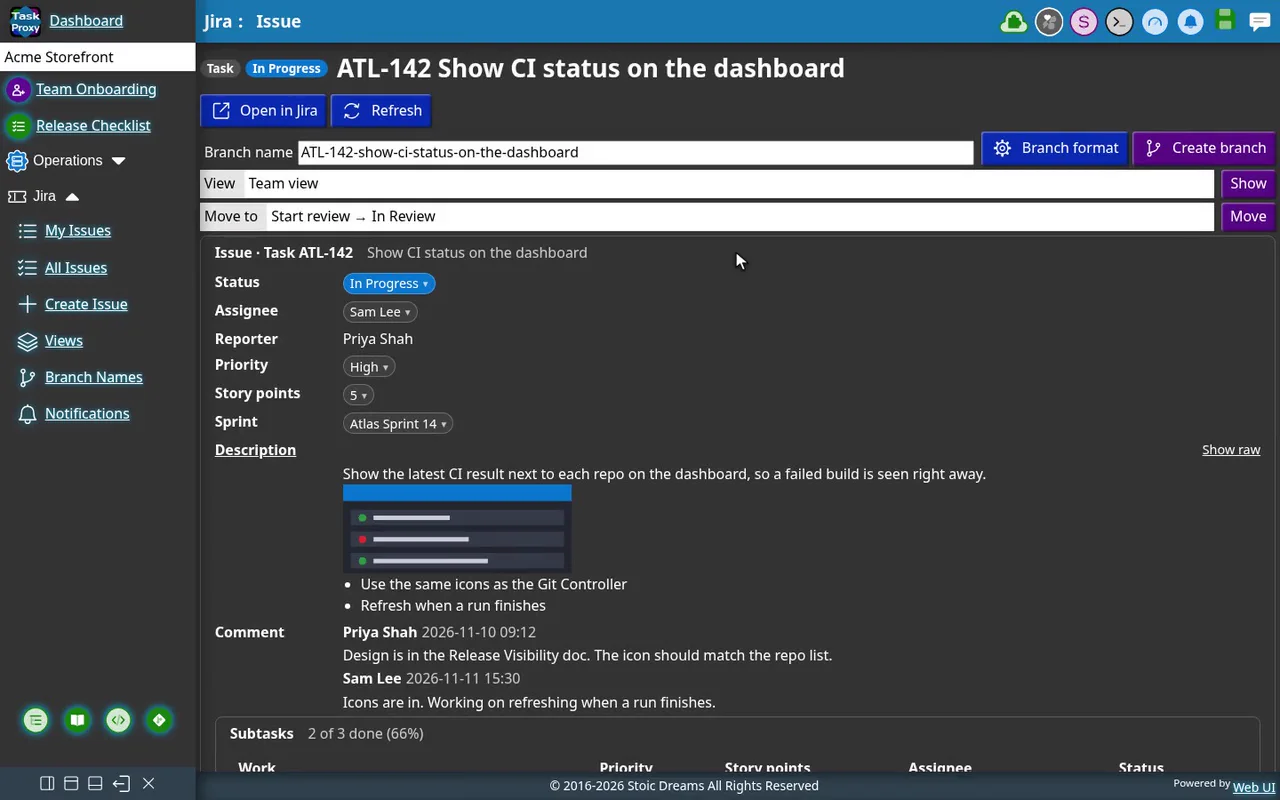 Task Proxy
Dashboard
Jira : Issue
S
Acme Storefront
Team Onboarding
Release Checklist
Operations
Jira
My Issues
All Issues
Create Issue
Views
Branch Names
Notifications
Task In Progress ATL-142 Show CI status on the dashboard
Open in Jira Refresh
Branch name ATL-142-show-ci-status-on-the-dashboard Branch format Create branch
View Team view Show
Move to Start review → In Review Move
Issue · Task ATL-142 Show CI status on the dashboard
Status In Progress ▾
Assignee Sam Lee ▾
Reporter Priya Shah
Priority High ▾
Story points 5 ▾
Sprint Atlas Sprint 14 ▾
Description Show raw
Show the latest CI result next to each repo on the dashboard, so a failed build is seen right away.
• Use the same icons as the Git Controller
• Refresh when a run finishes
Comment Priya Shah 2026-11-10 09:12
Design is in the Release Visibility doc. The icon should match the repo list.
Sam Lee 2026-11-11 15:30
Icons are in. Working on refreshing when a run finishes.
Subtasks 2 of 3 done (66%)
Work Priority Story points Assignee Status
© 2016-2026 Stoic Dreams All Rights Reserved
Powered by Web UI